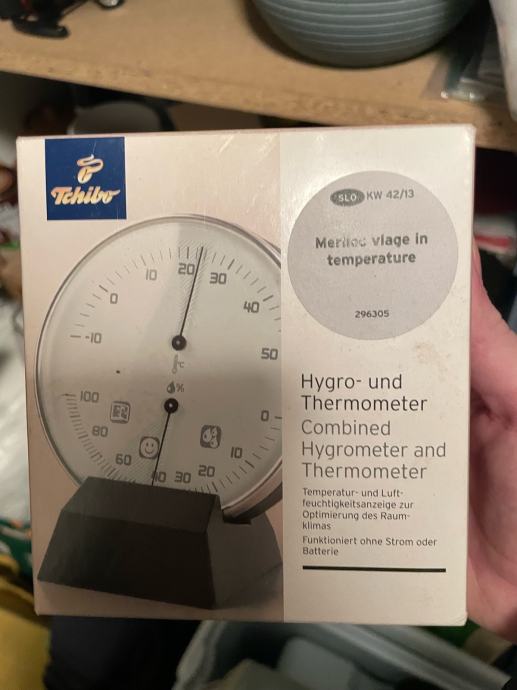 Tchibo
SLO KW 42/13
Merilec vlage in
temperature
296305
10
20
30
0
40
-10
50
°C
%
100
0
80
10
60
40
30
20
Hygro- und
Thermometer
Combined
Hygrometer and
Thermometer
Temperatur- und Luft-
feuchtigkeitsanzeige zur
Optimierung des Raum-
klimas
Funktioniert ohne Strom oder
Batterie